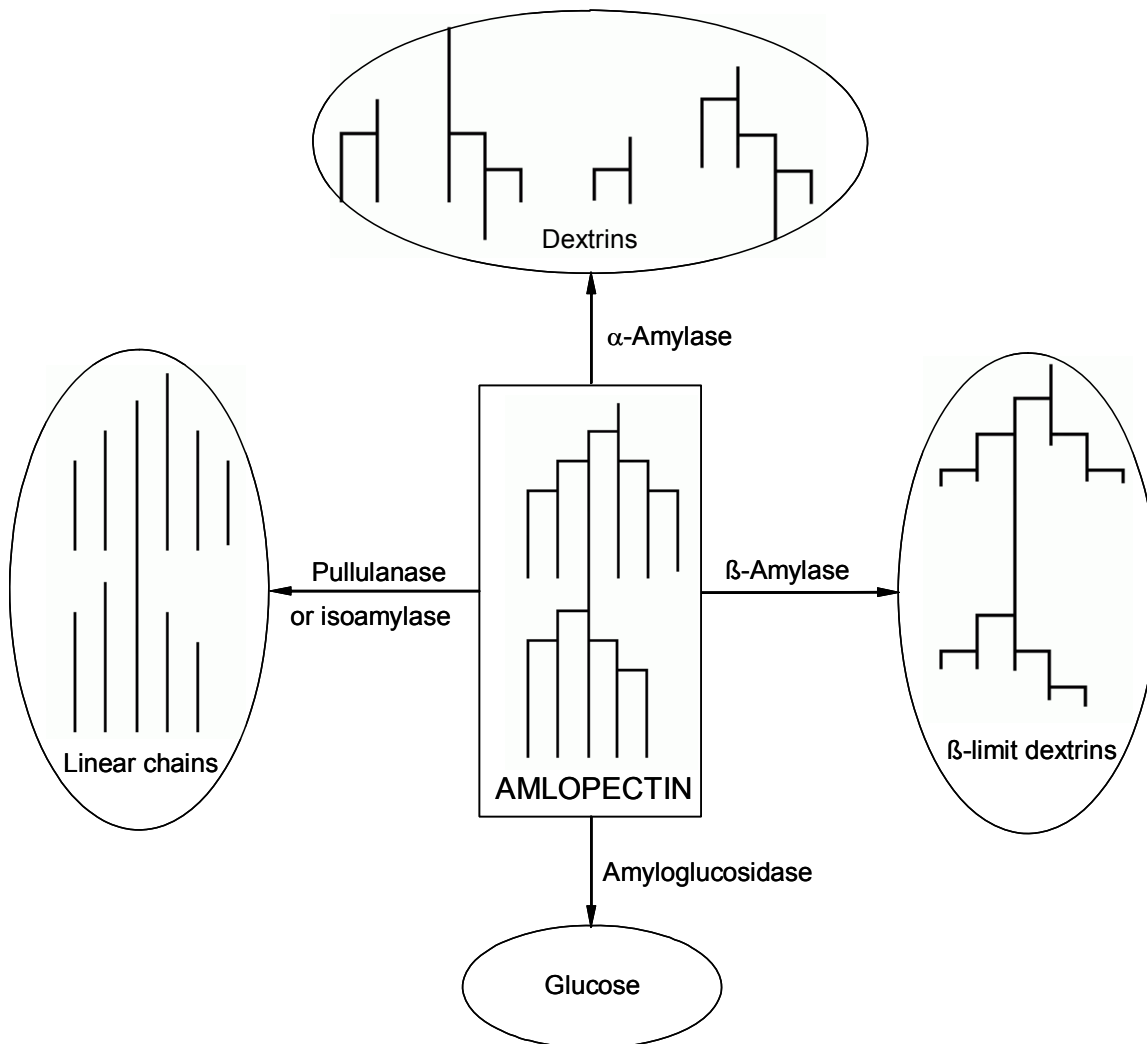 Dextrins
α-Amylase
Pullulanase
or isoamylase
ß-Amylase
Linear chains
AMLOPECTIN
ß-limit dextrins
Amyloglucosidase
Glucose